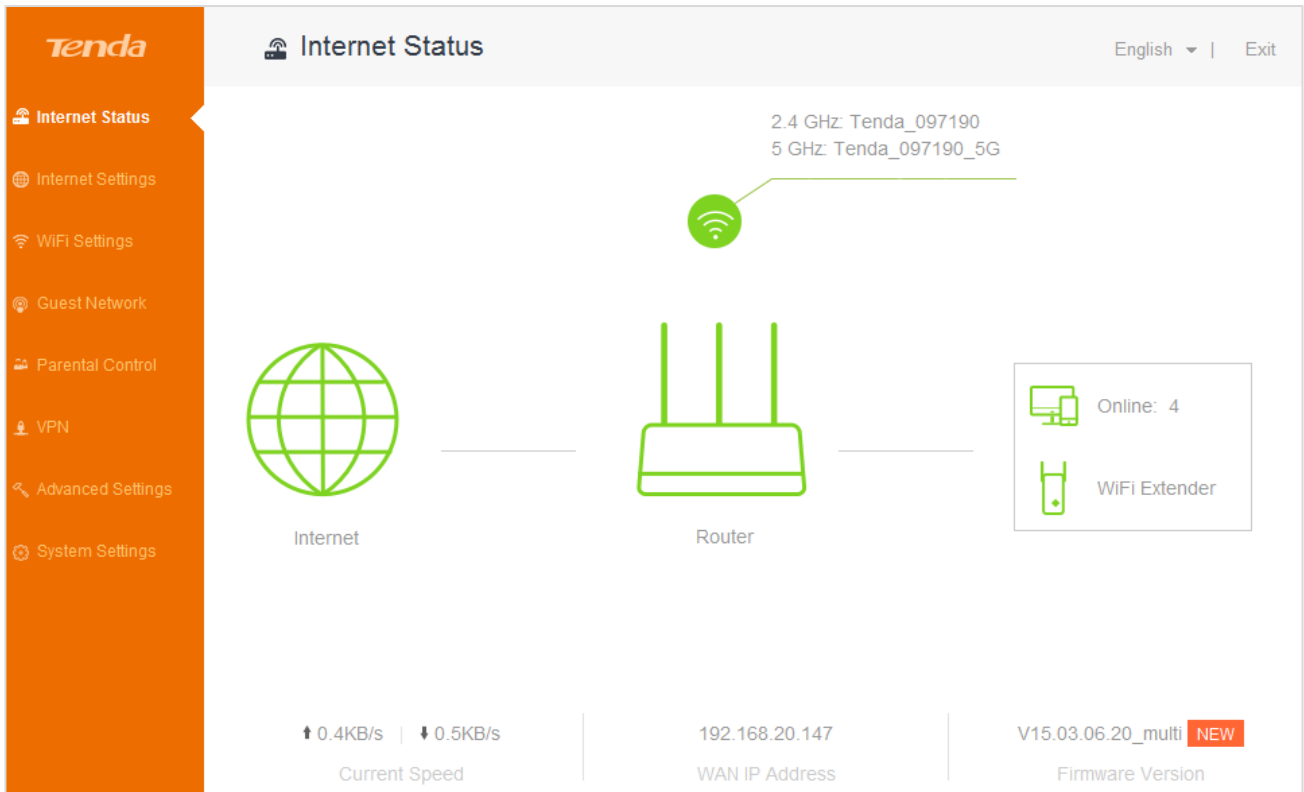 Tenda
Internet Status
English | Exit
Internet Status
Internet Settings
WiFi Settings
Guest Network
Parental Control
VPN
Advanced Settings
System Settings
2.4 GHz: Tenda_097190
5 GHz: Tenda_097190_5G
Internet
Router
Online: 4
WiFi Extender
0.4KB/s | 0.5KB/s
Current Speed
192.168.20.147
WAN IP Address
V15.03.06.20_multi NEW
Firmware Version